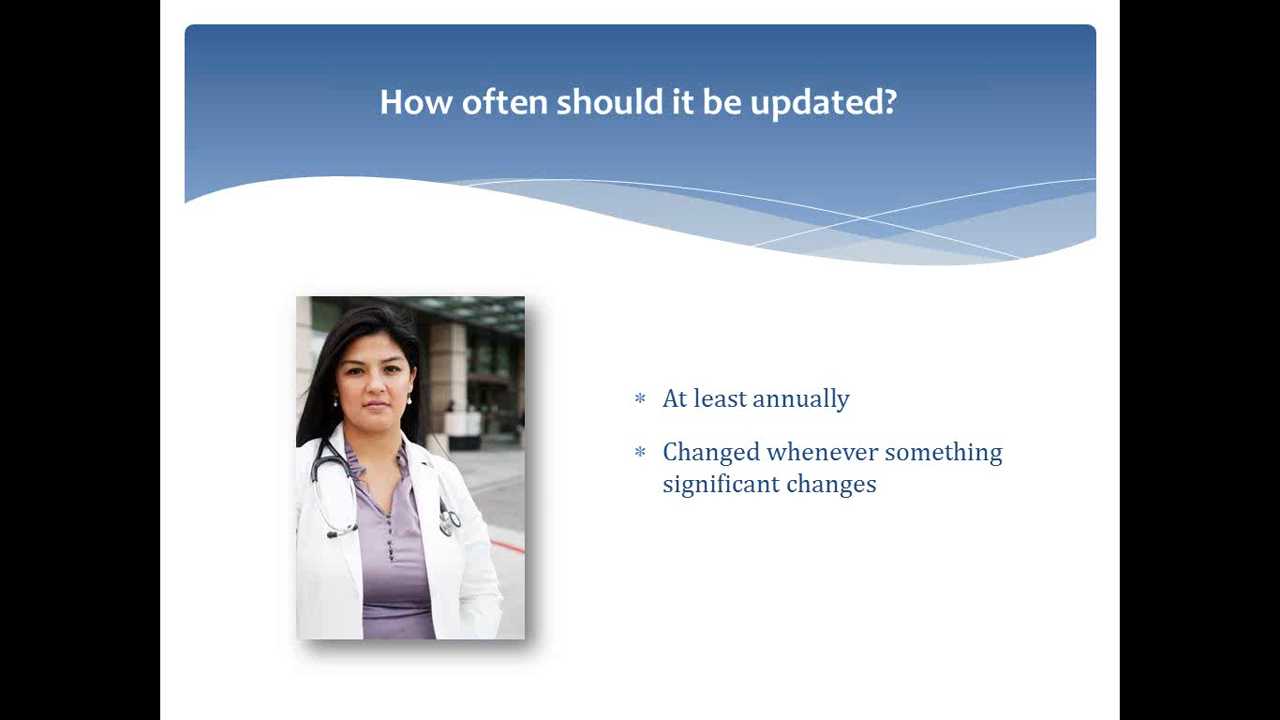 How often should it be updated?
* At least annually
* Changed whenever something
significant changes